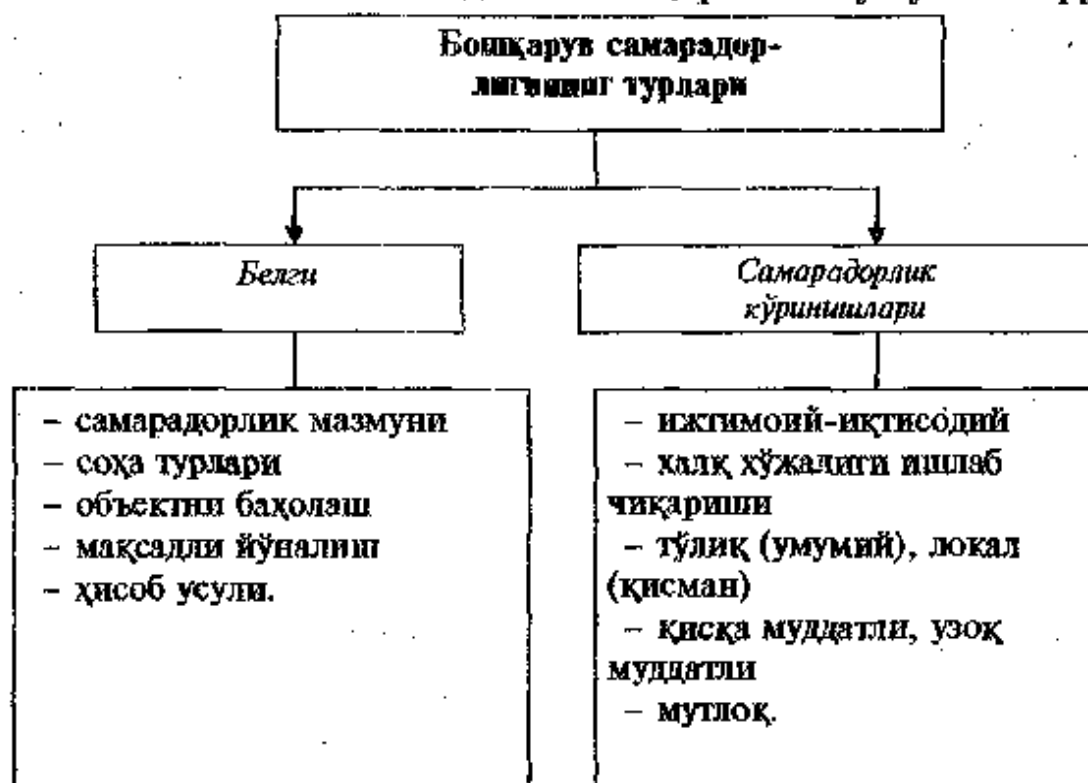 Бошқарув самарадор-
лигининг турлари
Белги
Самарадорлик
кўринишлари
– самарадорлик мазмуни
– соҳа турлари
– объектни баҳолаш
– мақсадли йўналиш
– ҳисоб усули.
– ижтимоий-иқтисодий
– халқ хўжалиги ишлаб
чиқариши
– тўлиқ (умумий), локал
(қисман)
– қисқа муддатли, узоқ
муддатли
– мутлоқ.